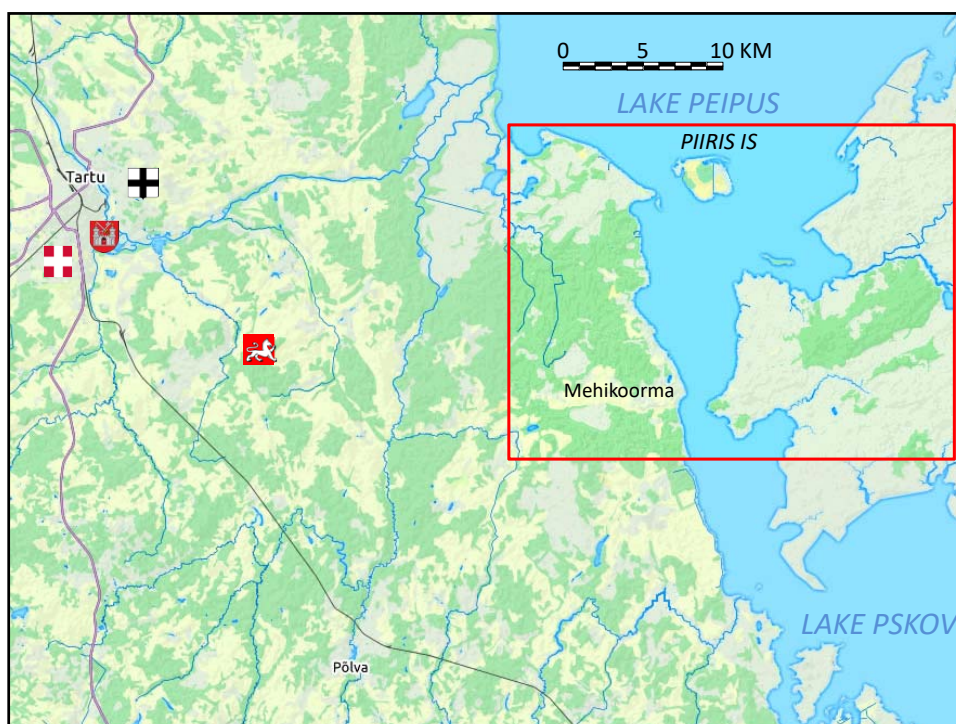 0 5 10 KM
LAKE PEIPUS
PIIRIS IS
Tartu
Mehikoorma
LAKE PSKOV
Põlva